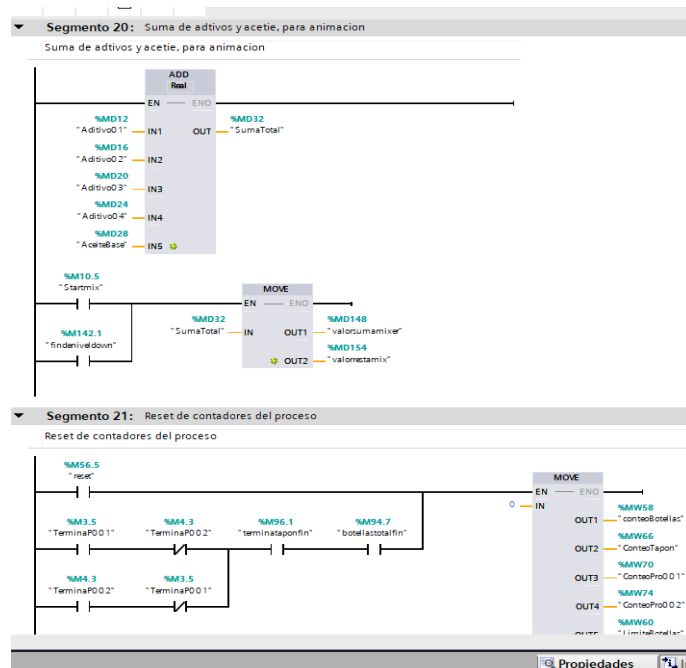 Segmento 20: Suma de adtivos y acetie, para animacion
Suma de adtivos y acetie, para animacion
ADD
Real
EN ENO
%MD12
"Aditivo01" IN1
OUT %MD32 "SumaTotal"
%MD16
"Aditivo02" IN2
%MD20
"Aditivo03" IN3
%MD24
"Aditivo04" IN4
%MD28
"AceiteBase" IN5
%M10.5
"Startmix"
MOVE
EN ENO
%MD32
"SumaTotal" IN
OUT1 %MD148 "valorsumamixer"
%M142.1
"findeniveldown"
OUT2 %MD154 "valorrestamix"
Segmento 21: Reset de contadores del proceso
Reset de contadores del proceso
%M56.5
"reset"
MOVE
EN ENO
0 IN
%M3.5 %M4.3 %M96.1 %M94.7
"TerminaP001" "TerminaP002" "terminataponfin" "botellastotalfin"
%M4.3 %M3.5
"TerminaP002" "TerminaP001"
%MW58
OUT1 "conteoBotellas"
%MW66
OUT2 "ConteoTapon"
%MW70
OUT3 "ConteoPro001"
%MW74
OUT4 "ConteoPro002"
%MW60
OUT5 "LimiteBotellas"
Propiedades